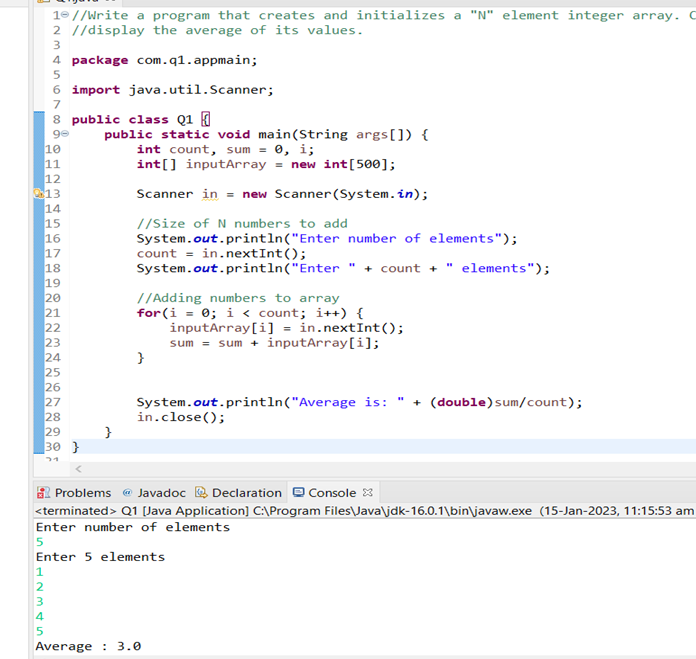 1 //Write a program that creates and initializes a "N" element integer array. C
2 //display the average of its values.
3
4 package com.q1.appmain;
5
6 import java.util.Scanner;
7
8 public class Q1 {
9 public static void main(String args[]) {
10 int count, sum = 0, i;
11 int[] inputArray = new int[500];
12
13 Scanner in = new Scanner(System.in);
14
15 //Size of N numbers to add
16 System.out.println("Enter number of elements");
17 count = in.nextInt();
18 System.out.println("Enter " + count + " elements");
19
20 //Adding numbers to array
21 for(i = 0; i < count; i++) {
22 inputArray[i] = in.nextInt();
23 sum = sum + inputArray[i];
24 }
25
26
27 System.out.println("Average is: " + (double)sum/count);
28 in.close();
29 }
30 }
Problems @ Javadoc Declaration Console
<terminated> Q1 [Java Application] C:\Program Files\Java\jdk-16.0.1\bin\javaw.exe (15-Jan-2023, 11:15:53 am
Enter number of elements
5
Enter 5 elements
1
2
3
4
5
Average : 3.0